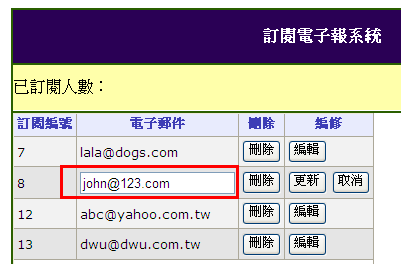 訂閱電子報系統
已訂閱人數：
訂閱編號 電子郵件 刪除 編修
7 lala@dogs.com 刪除 編輯
8 john@123.com 刪除 更新 取消
12 abc@yahoo.com.tw 刪除 編輯
13 dwu@dwu.com.tw 刪除 編輯